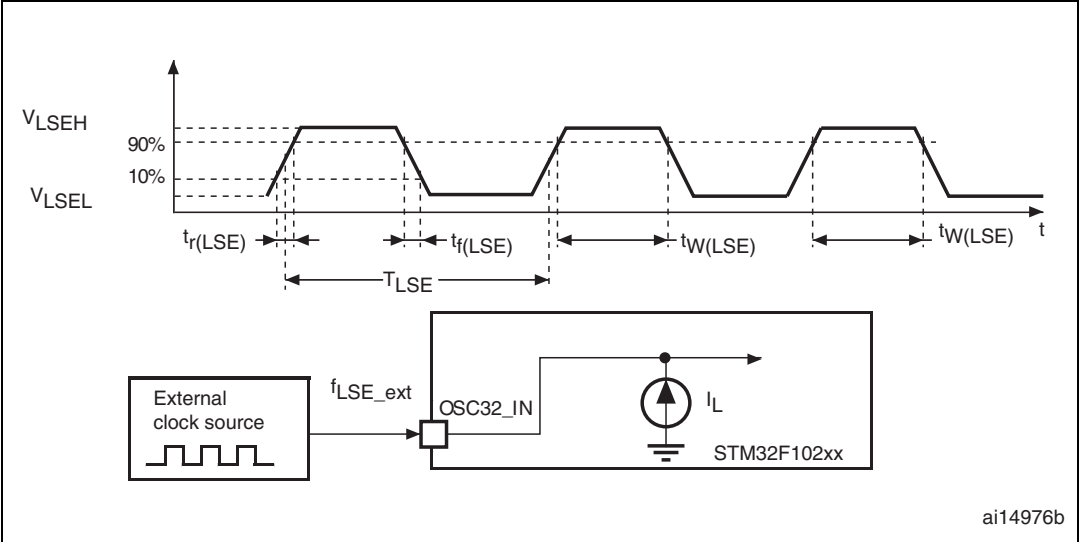 VLSEH
90%
10%
VLSEL
tr(LSE)
tf(LSE)
tW(LSE)
tW(LSE)
t
TLSE
External
clock source
fLSE_ext
OSC32_IN
IL
STM32F102xx
ai14976b